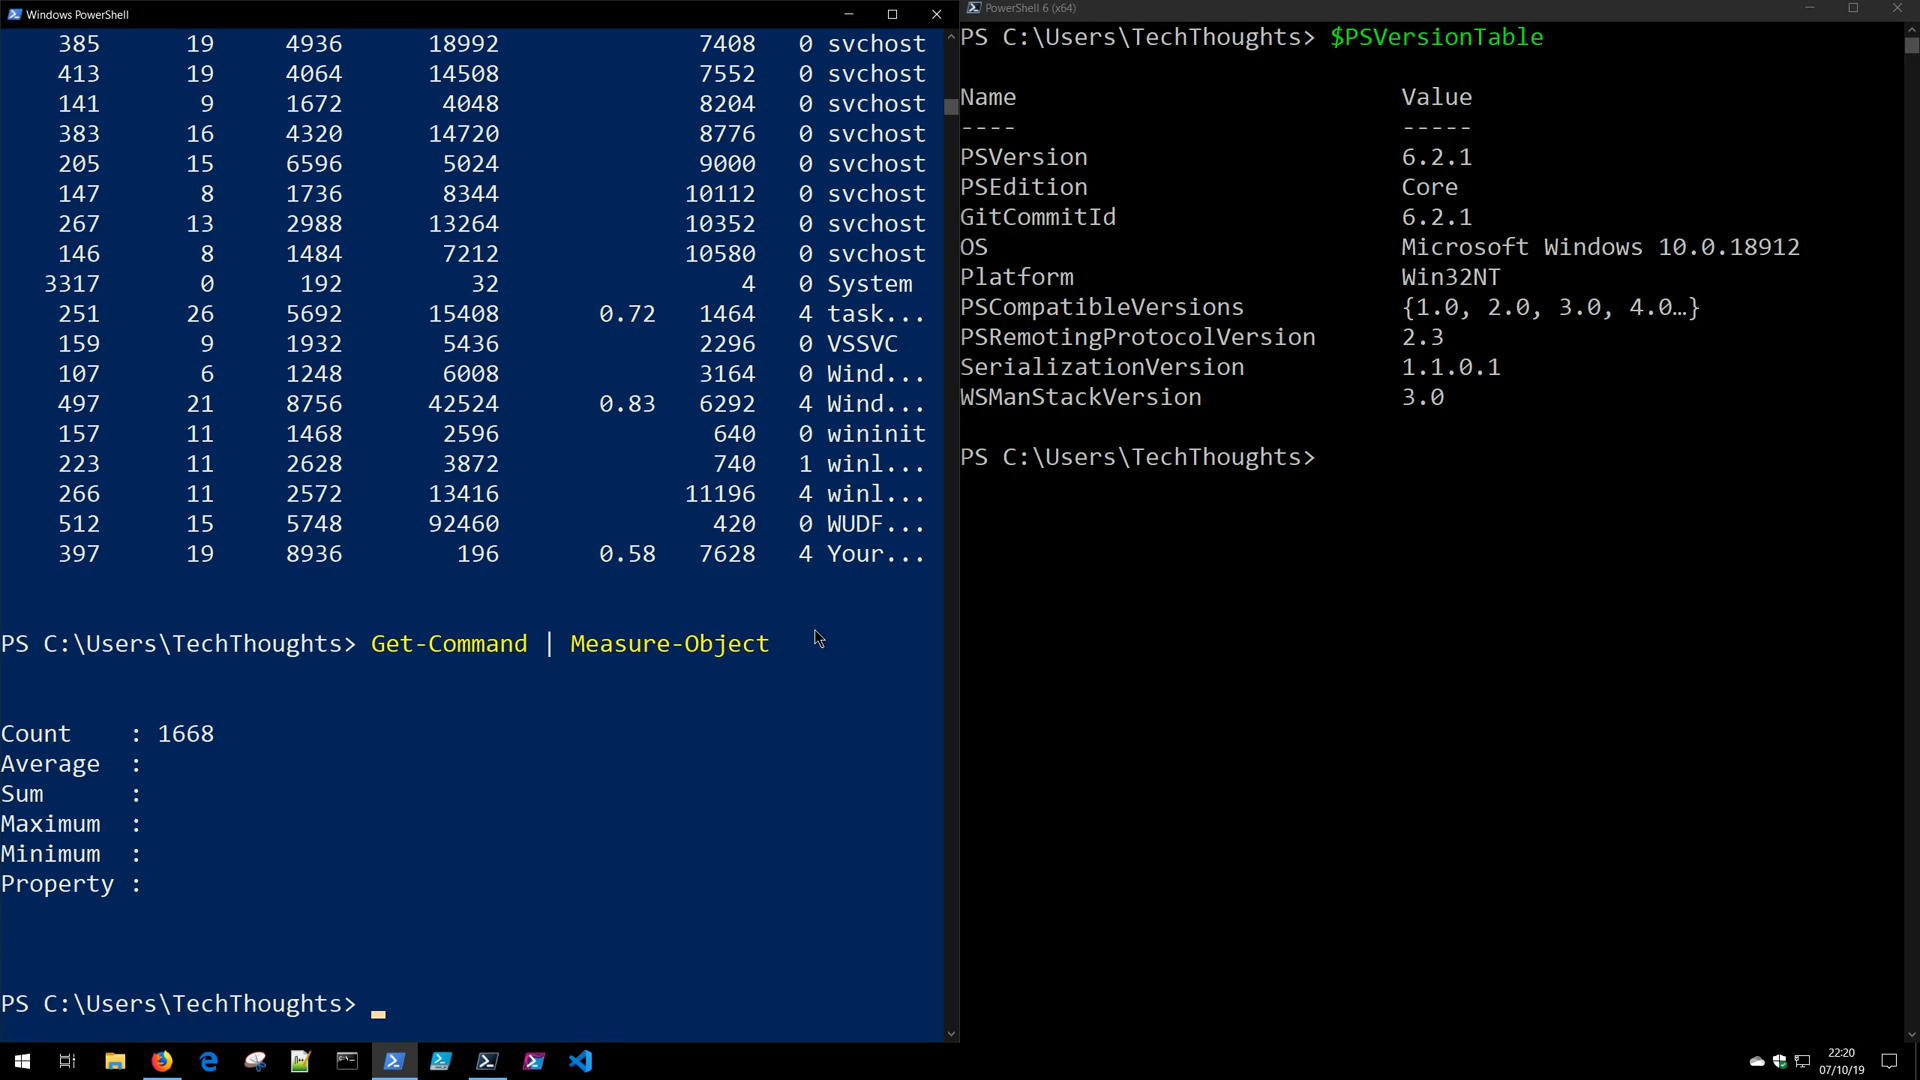 Windows PowerShell
385 19 4936 18992 7408 0 svchost
413 19 4064 14508 7552 0 svchost
141 9 1672 4048 8204 0 svchost
383 16 4320 14720 8776 0 svchost
205 15 6596 5024 9000 0 svchost
147 8 1736 8344 10112 0 svchost
267 13 2988 13264 10352 0 svchost
146 8 1484 7212 10580 0 svchost
3317 0 192 32 4 0 System
251 26 5692 15408 0.72 1464 4 task...
159 9 1932 5436 2296 0 VSSVC
107 6 1248 6008 3164 0 Wind...
497 21 8756 42524 0.83 6292 4 Wind...
157 11 1468 2596 640 0 wininit
223 11 2628 3872 740 1 winl...
266 11 2572 13416 11196 4 winl...
512 15 5748 92460 420 0 WUDF...
397 19 8936 196 0.58 7628 4 Your...
PS C:\Users\TechThoughts> Get-Command | Measure-Object
Count : 1668
Average :
Sum :
Maximum :
Minimum :
Property :
PS C:\Users\TechThoughts>
PowerShell 6 (x64)
PS C:\Users\TechThoughts> $PSVersionTable
Name Value
---- -----
PSVersion 6.2.1
PSEdition Core
GitCommitId 6.2.1
OS Microsoft Windows 10.0.18912
Platform Win32NT
PSCompatibleVersions {1.0, 2.0, 3.0, 4.0…}
PSRemotingProtocolVersion 2.3
SerializationVersion 1.1.0.1
WSManStackVersion 3.0
PS C:\Users\TechThoughts>
22:20
07/10/19